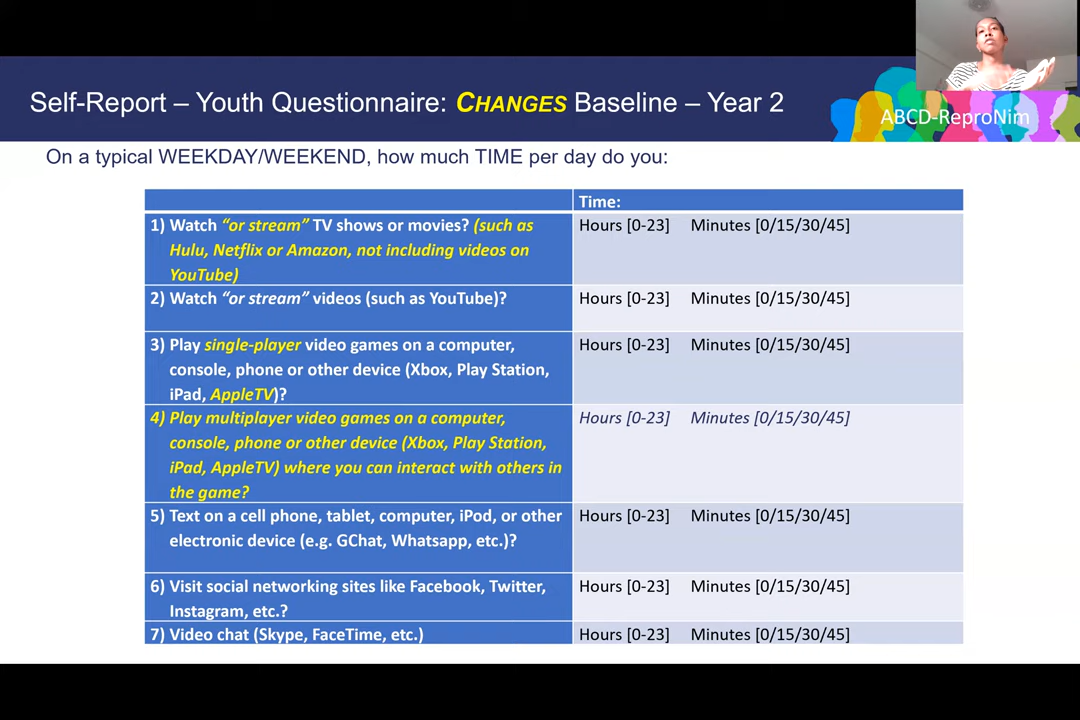 Self-Report – Youth Questionnaire: CHANGES Baseline – Year 2
ABCD-ReproNim
On a typical WEEKDAY/WEEKEND, how much TIME per day do you:
Time:
1) Watch “or stream” TV shows or movies? (such as
Hulu, Netflix or Amazon, not including videos on
YouTube)
Hours [0-23] Minutes [0/15/30/45]
2) Watch “or stream” videos (such as YouTube)?
Hours [0-23] Minutes [0/15/30/45]
3) Play single-player video games on a computer,
console, phone or other device (Xbox, Play Station,
iPad, AppleTV)?
Hours [0-23] Minutes [0/15/30/45]
4) Play multiplayer video games on a computer,
console, phone or other device (Xbox, Play Station,
iPad, AppleTV) where you can interact with others in
the game?
Hours [0-23] Minutes [0/15/30/45]
5) Text on a cell phone, tablet, computer, iPod, or other
electronic device (e.g. GChat, Whatsapp, etc.)?
Hours [0-23] Minutes [0/15/30/45]
6) Visit social networking sites like Facebook, Twitter,
Instagram, etc.?
Hours [0-23] Minutes [0/15/30/45]
7) Video chat (Skype, FaceTime, etc.)
Hours [0-23] Minutes [0/15/30/45]